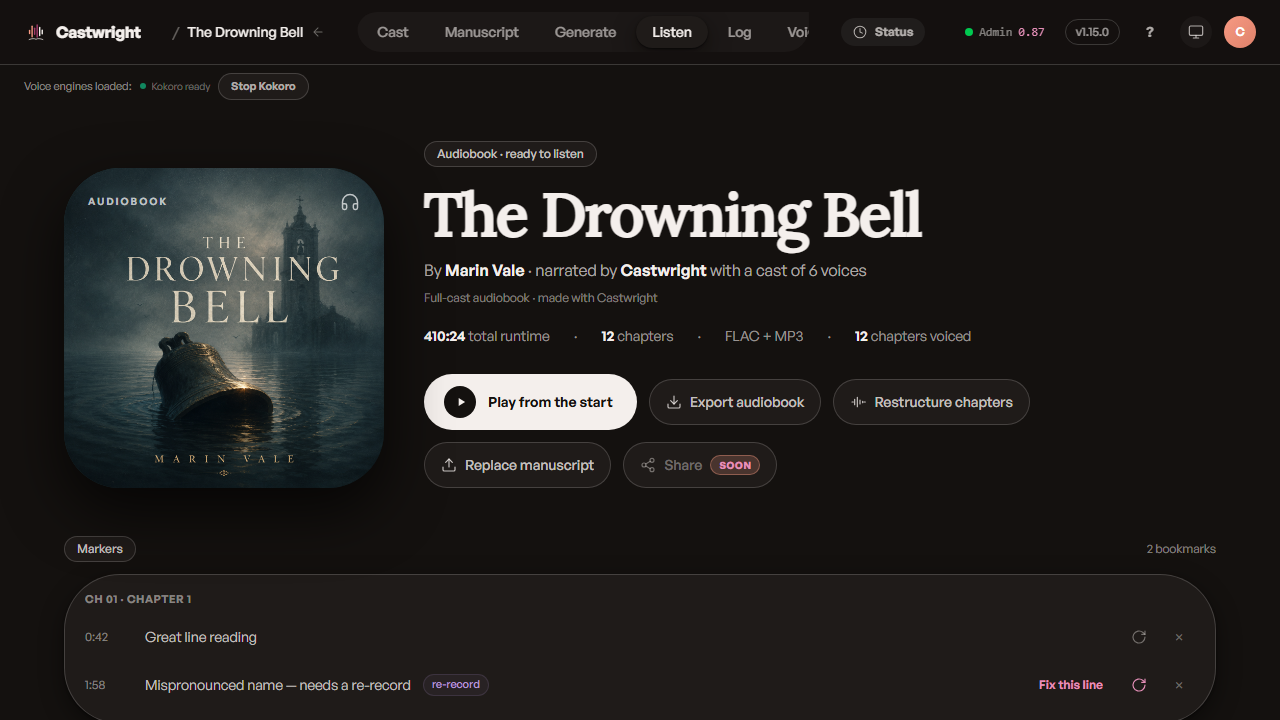 Castwright / The Drowning Bell ←
Cast Manuscript Generate Listen Log
Status
Admin 0.87
v1.15.0
?
C
Voice engines loaded: Kokoro ready Stop Kokoro
Audiobook · ready to listen
AUDIOBOOK
THE
DROWNING
BELL
MARIN VALE
The Drowning Bell
By Marin Vale · narrated by Castwright with a cast of 6 voices
Full-cast audiobook · made with Castwright
410:24 total runtime · 12 chapters · FLAC + MP3 · 12 chapters voiced
Play from the start
Export audiobook
Restructure chapters
Replace manuscript
Share SOON
Markers
2 bookmarks
CH 01 · CHAPTER 1
0:42 Great line reading ×
1:58 Mispronounced name — needs a re-record re-record Fix this line ×